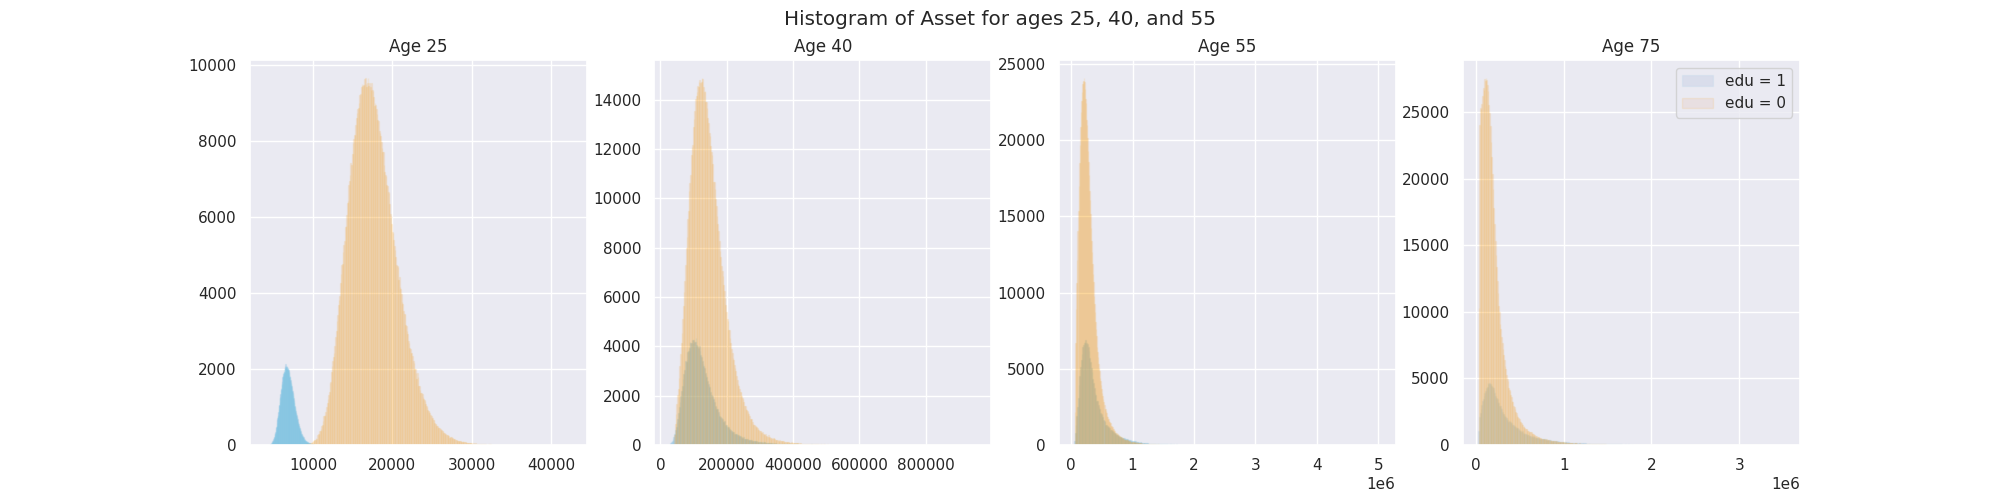 Histogram of Asset for ages 25, 40, and 55
Age 25
10000
8000
6000
4000
2000
0
10000 20000 30000 40000
Age 40
14000
12000
10000
8000
6000
4000
2000
0
0 200000 400000 600000 800000
Age 55
25000
20000
15000
10000
5000
0
0 1 2 3 4 5
1e6
Age 75
edu = 1
edu = 0
25000
20000
15000
10000
5000
0
0 1 2 3
1e6